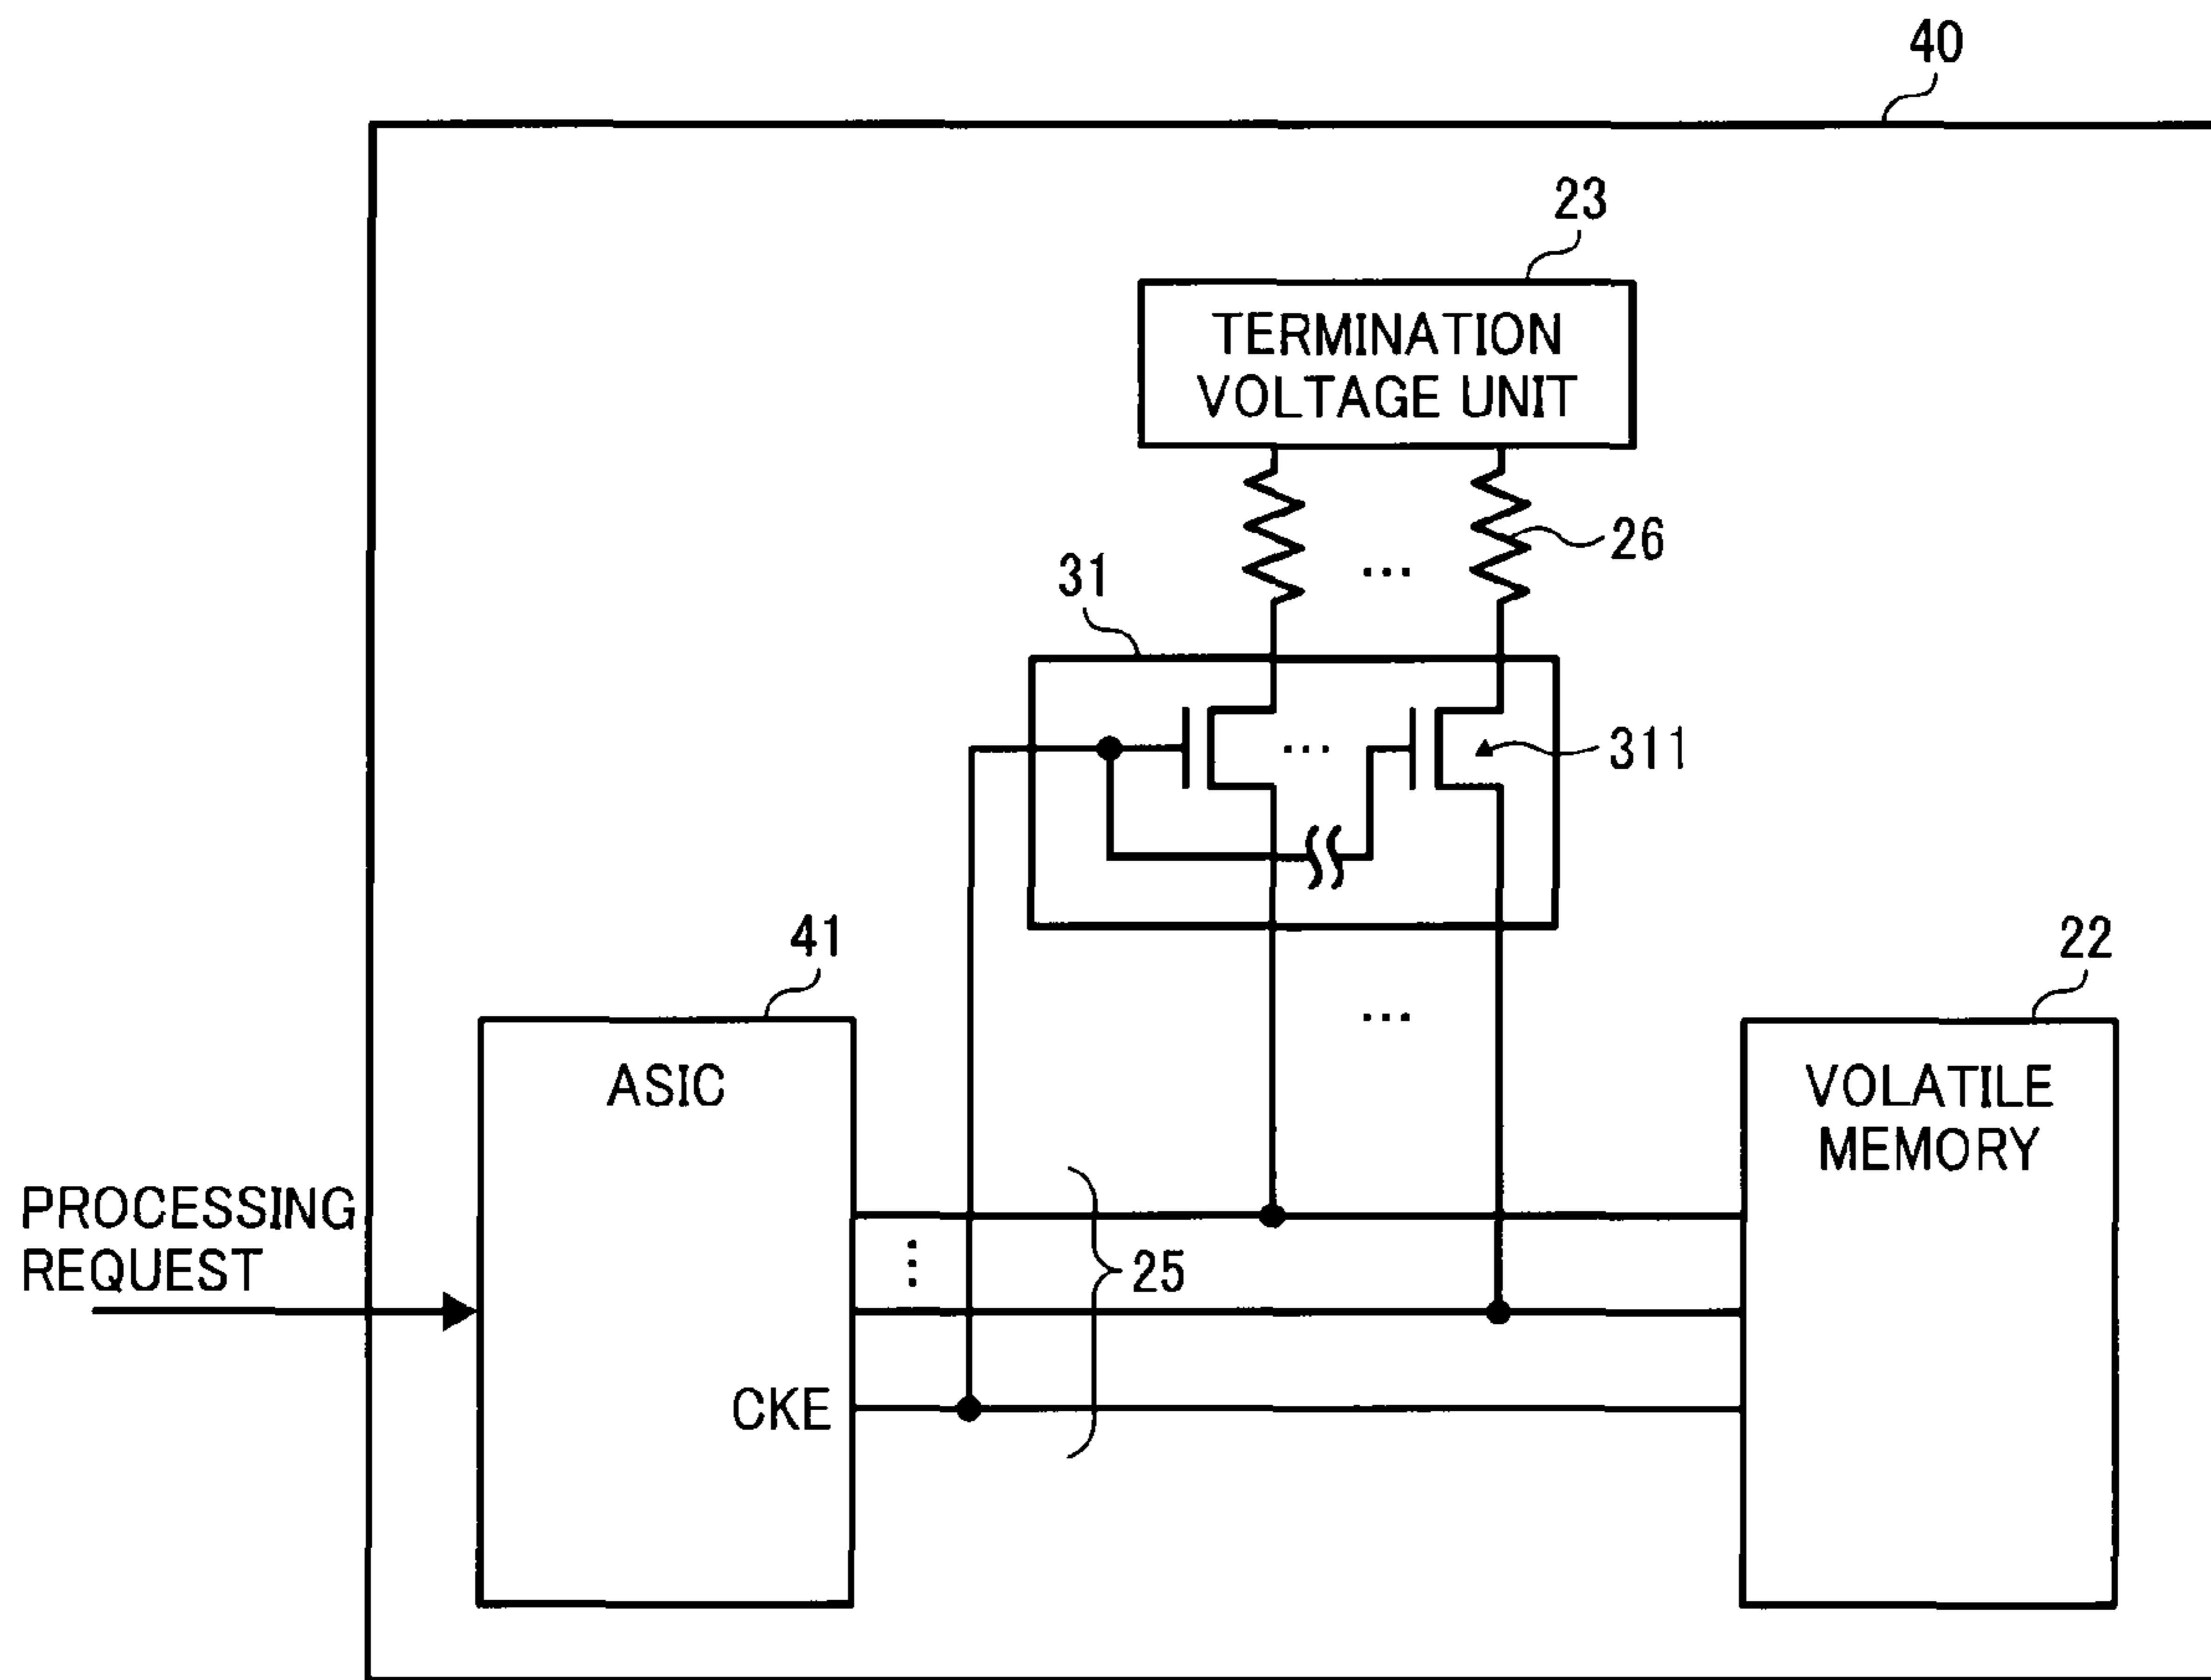 40
23
TERMINATION
VOLTAGE UNIT
26
...
31
...
311
41
22
...
ASIC
VOLATILE
MEMORY
PROCESSING
REQUEST
25
CKE